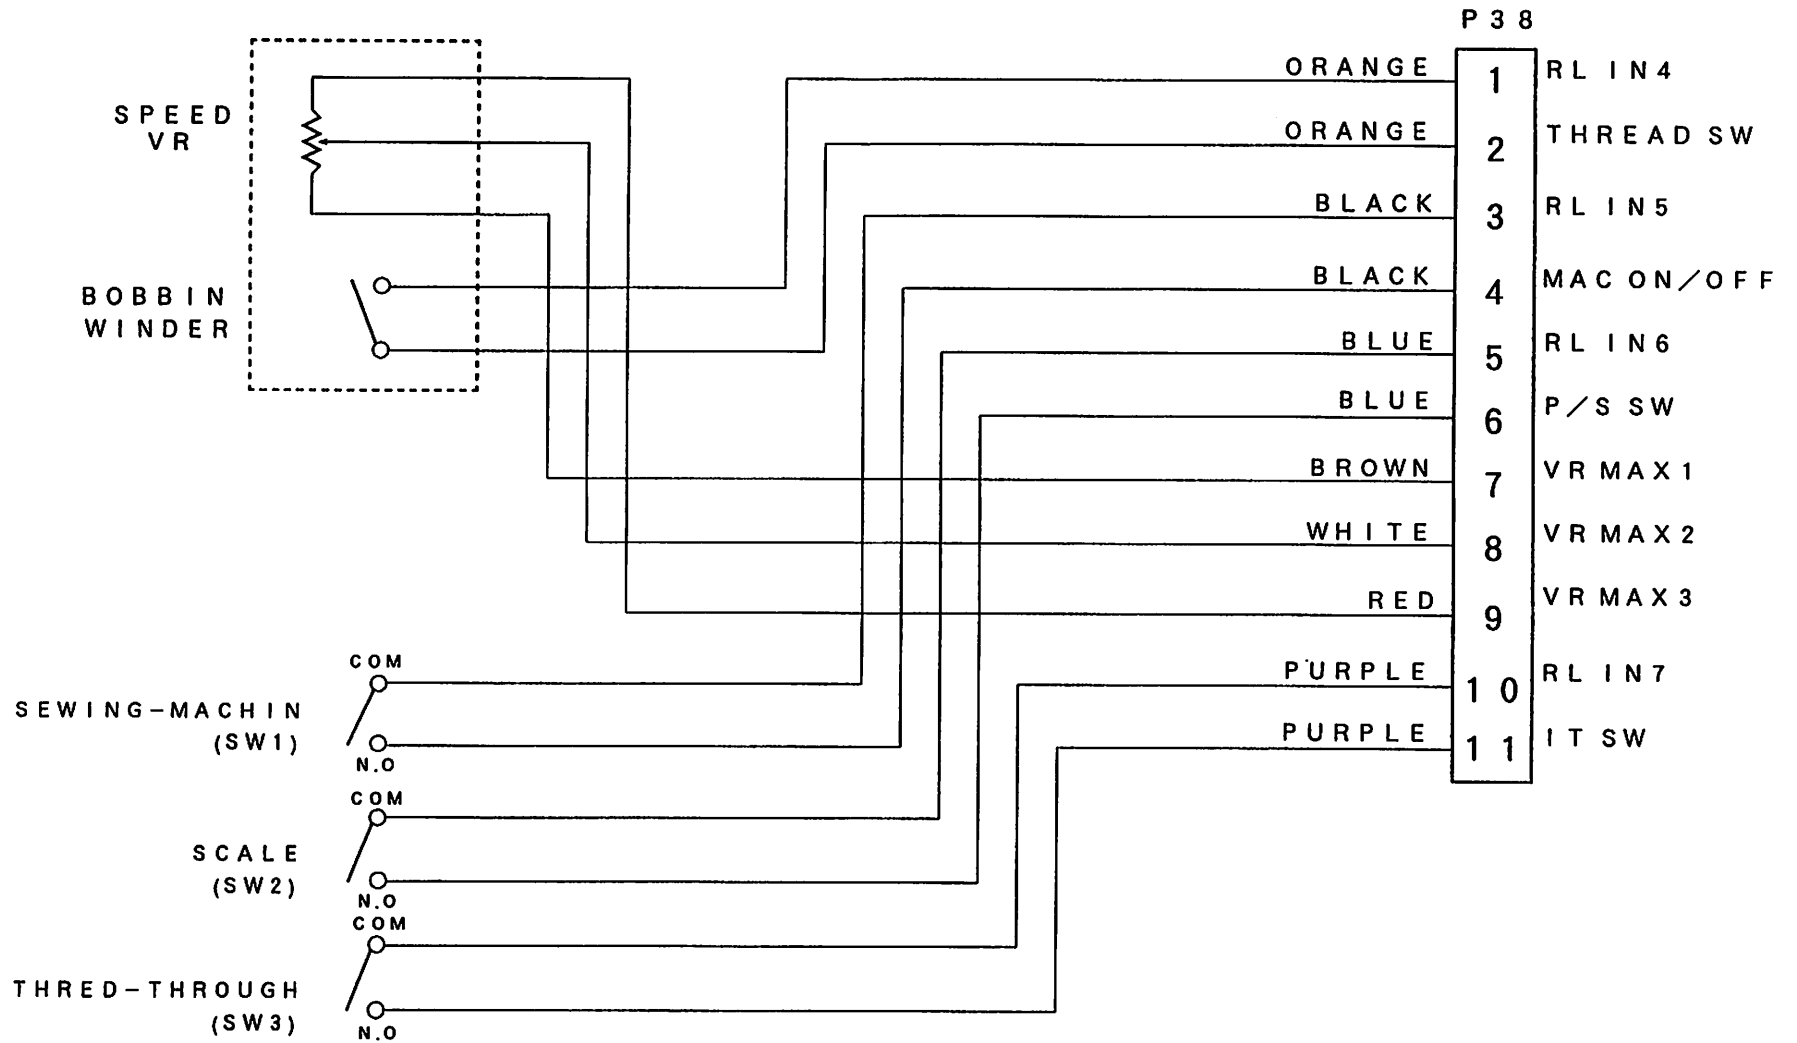 P38
ORANGE 1 RL IN4
SPEED
VR
ORANGE 2 THREAD SW
BLACK 3 RL IN5
BLACK 4 MAC ON/OFF
BOBBIN
WINDER
BLUE 5 RL IN6
BLUE 6 P/S SW
BROWN 7 VR MAX1
WHITE 8 VR MAX2
RED 9 VR MAX3
COM
PURPLE 10 RL IN7
SEWING-MACHIN
(SW1)
N.O
PURPLE 11 IT SW
COM
SCALE
(SW2)
N.O
COM
THRED-THROUGH
(SW3)
N.O